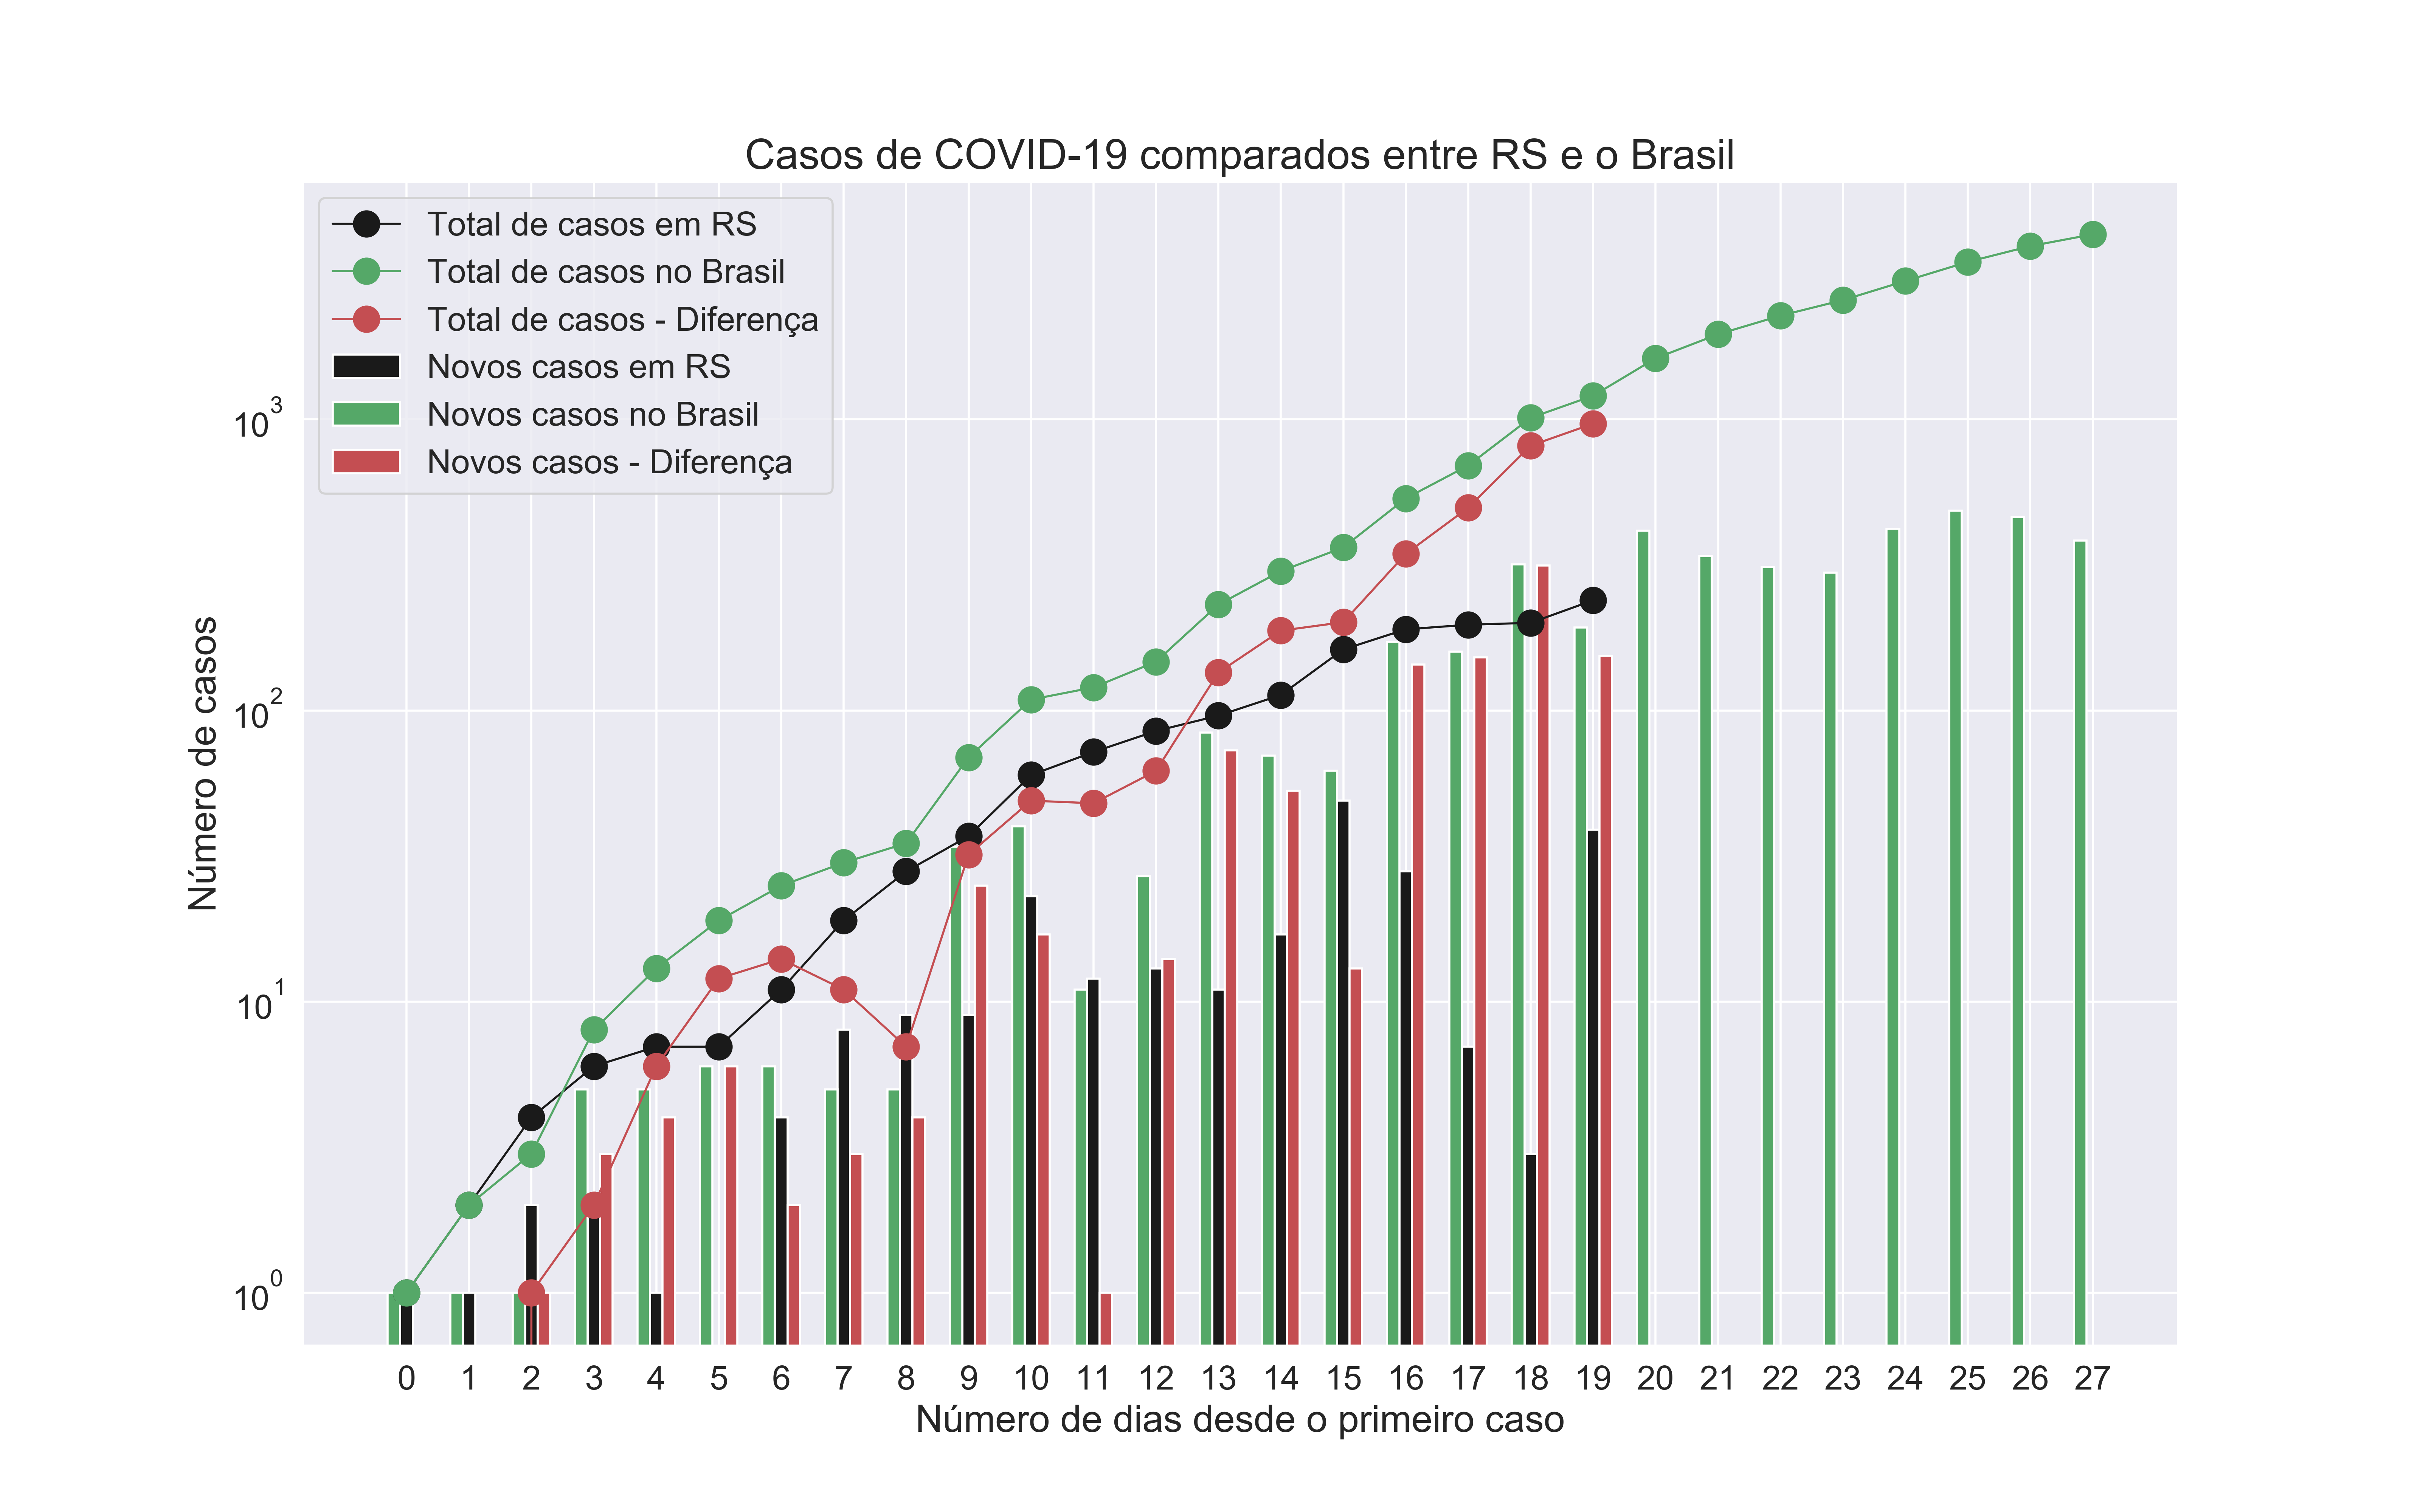 Casos de COVID-19 comparados entre RS e o Brasil
Total de casos em RS
Total de casos no Brasil
Total de casos - Diferença
Novos casos em RS
Novos casos no Brasil
Novos casos - Diferença
Número de casos
10³
10²
10¹
10⁰
0 1 2 3 4 5 6 7 8 9 10 11 12 13 14 15 16 17 18 19 20 21 22 23 24 25 26 27
Número de dias desde o primeiro caso